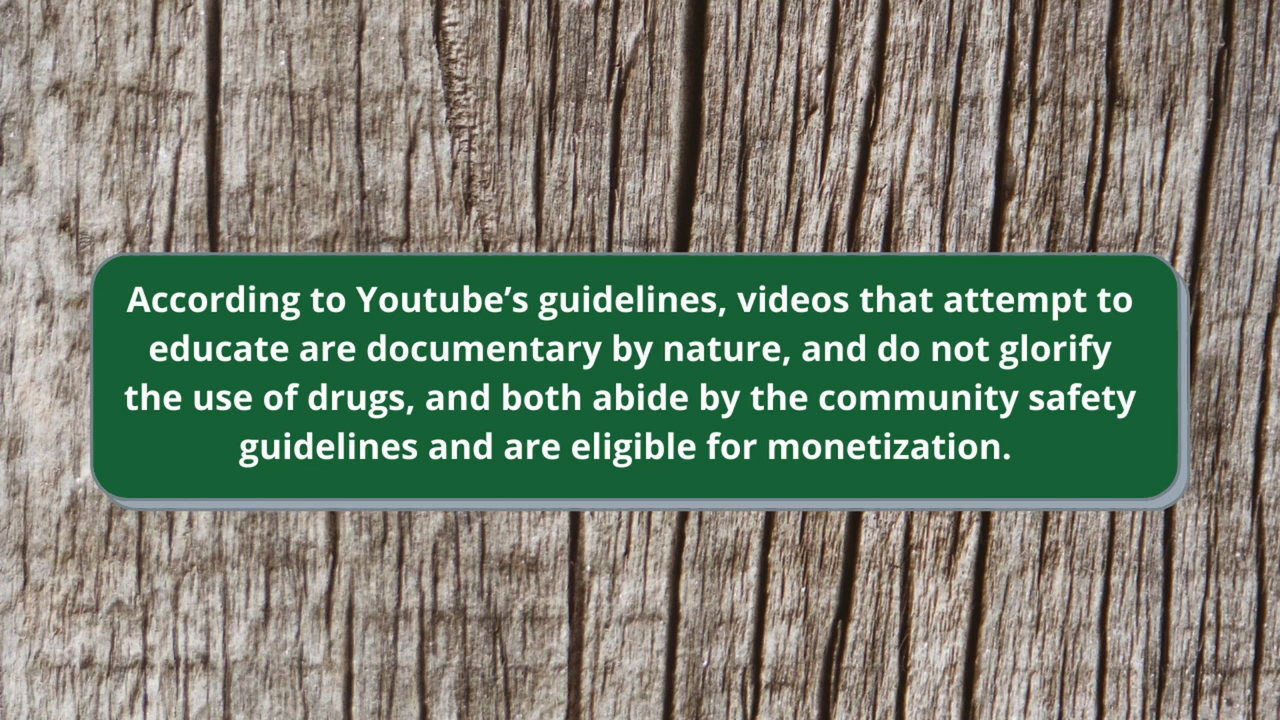 According to Youtube’s guidelines, videos that attempt to
educate are documentary by nature, and do not glorify
the use of drugs, and both abide by the community safety
guidelines and are eligible for monetization.